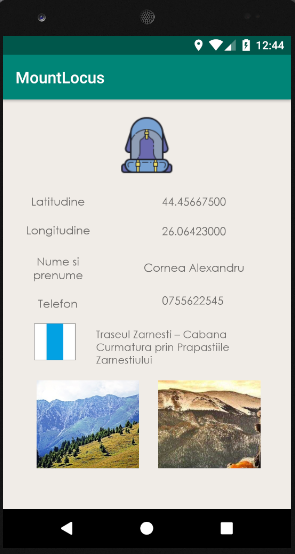 12:44
MountLocus
Latitudine 44.45667500
Longitudine 26.06423000
Nume si
prenume
Cornea Alexandru
Telefon 0755622545
Traseul Zarnesti – Cabana
Curmatura prin Prapastiile
Zarnestiului